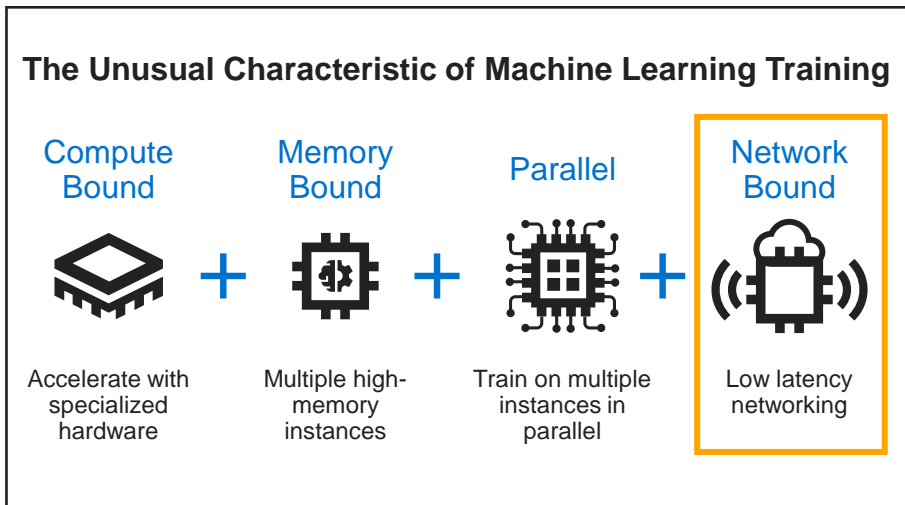 The Unusual Characteristic of Machine Learning Training
Compute
Bound
Memory
Bound
Parallel
Network
Bound
Accelerate with
specialized
hardware
Multiple high-
memory
instances
Train on multiple
instances in
parallel
Low latency
networking